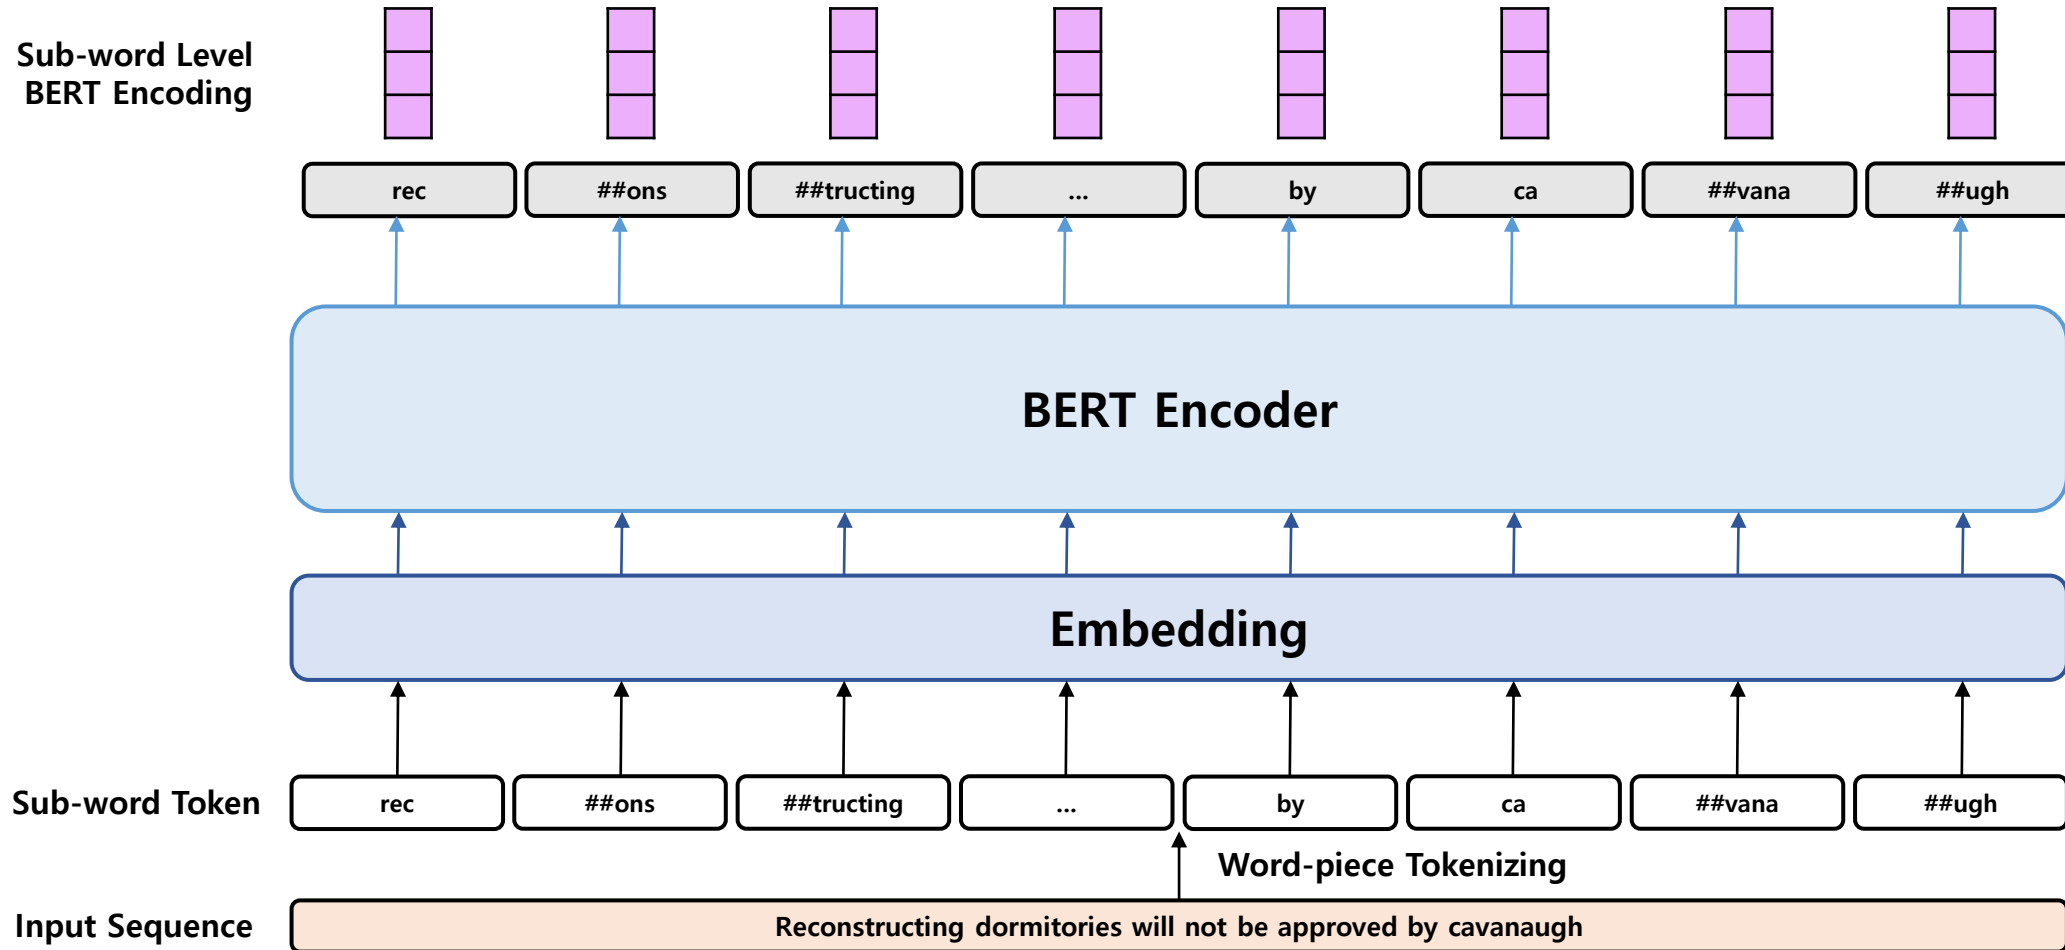 Sub-word Level
BERT Encoding
rec ##ons ##tructing ... by ca ##vana ##ugh
BERT Encoder
Embedding
Sub-word Token
rec ##ons ##tructing ... by ca ##vana ##ugh
Word-piece Tokenizing
Input Sequence
Reconstructing dormitories will not be approved by cavanaugh